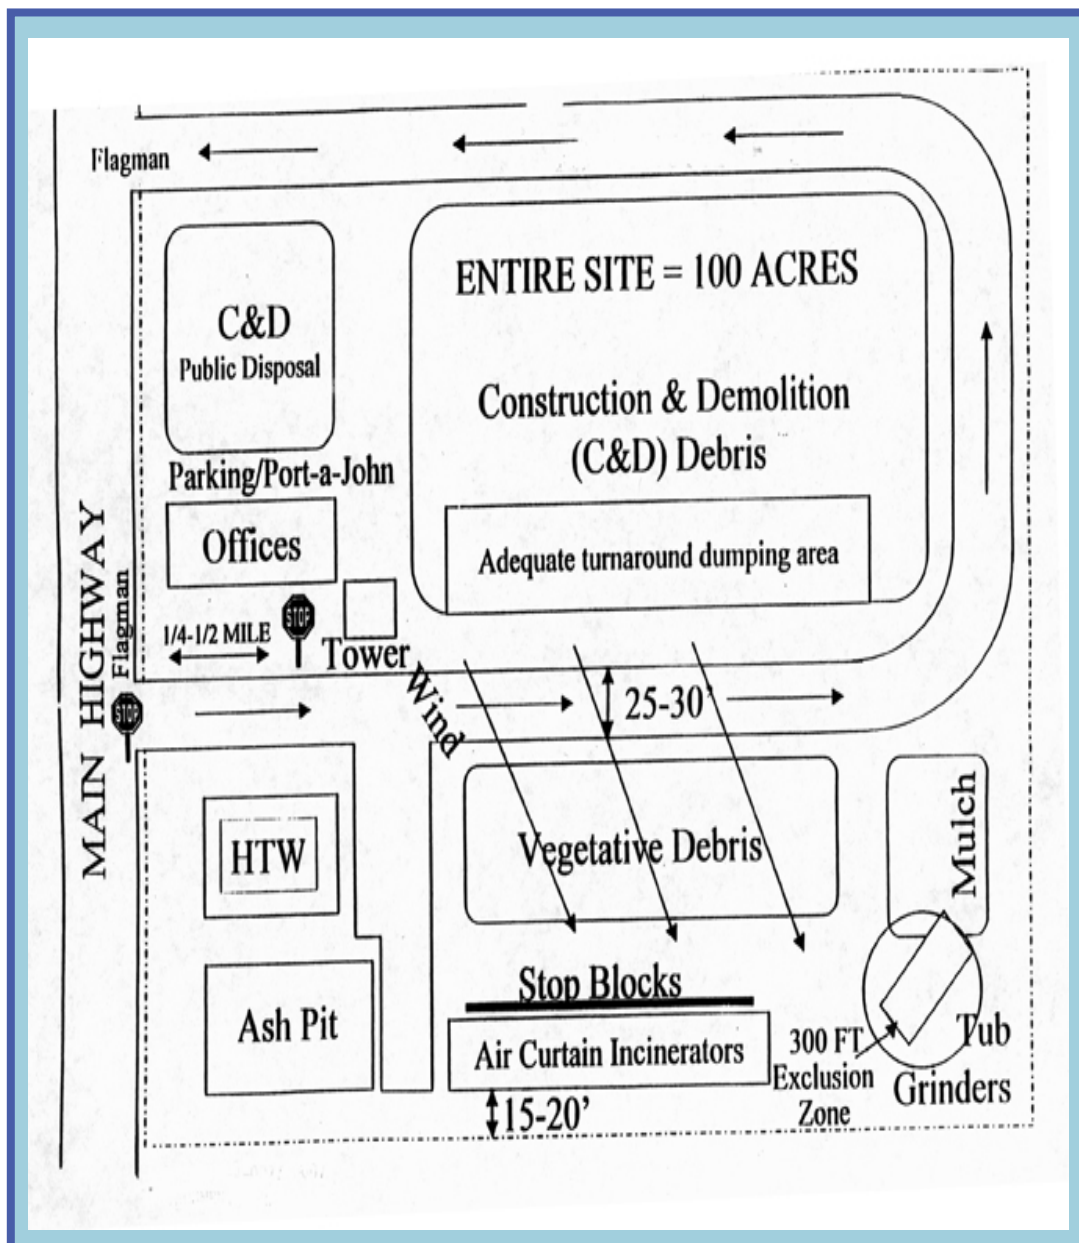 Flagman
ENTIRE SITE = 100 ACRES
C&D
Public Disposal
Construction & Demolition
(C&D) Debris
Parking/Port-a-John
Offices
Adequate turnaround dumping area
MAIN HIGHWAY
Flagman
STOP
1/4-1/2 MILE
STOP
Tower
Wind
25-30'
HTW
Vegetative Debris
Mulch
Stop Blocks
Ash Pit
Air Curtain Incinerators
300 FT
Exclusion
Zone
Tub
Grinders
15-20'